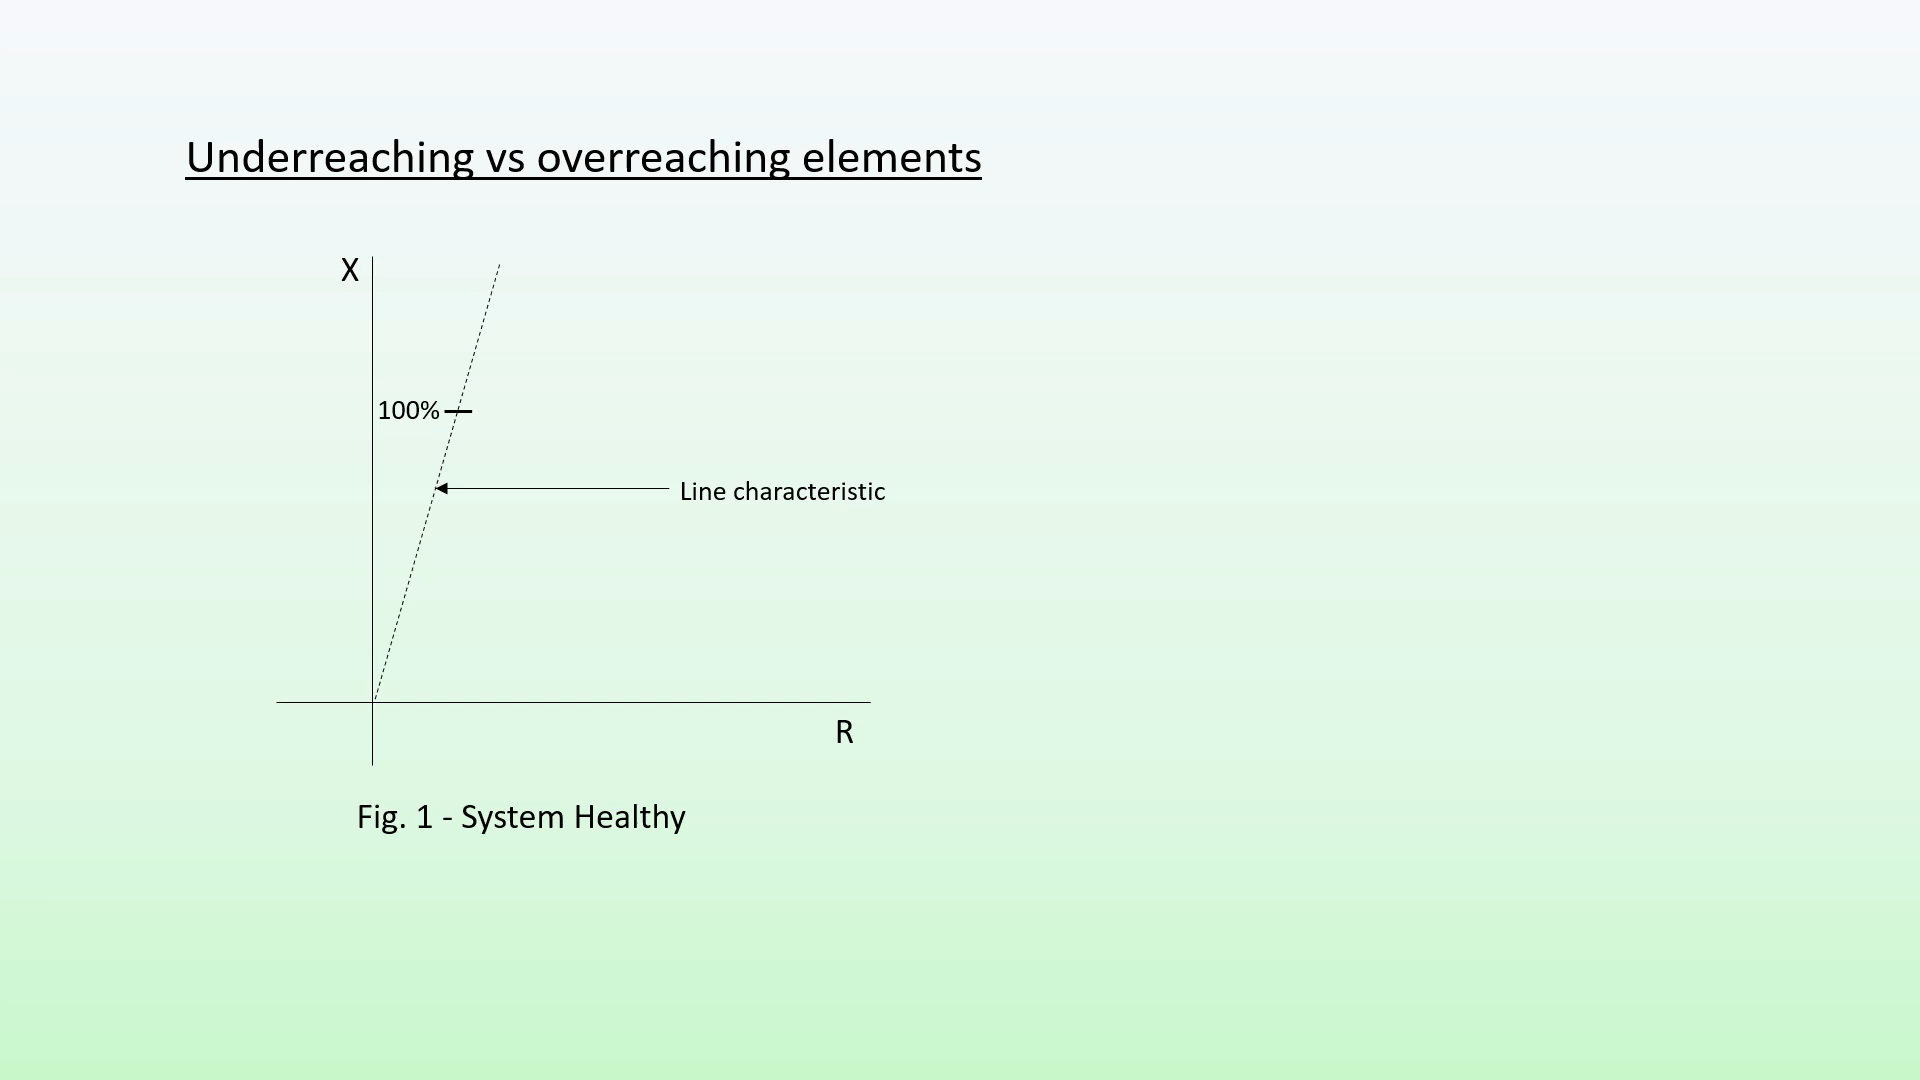 Underreaching vs overreaching elements
X
100%
Line characteristic
R
Fig. 1 - System Healthy